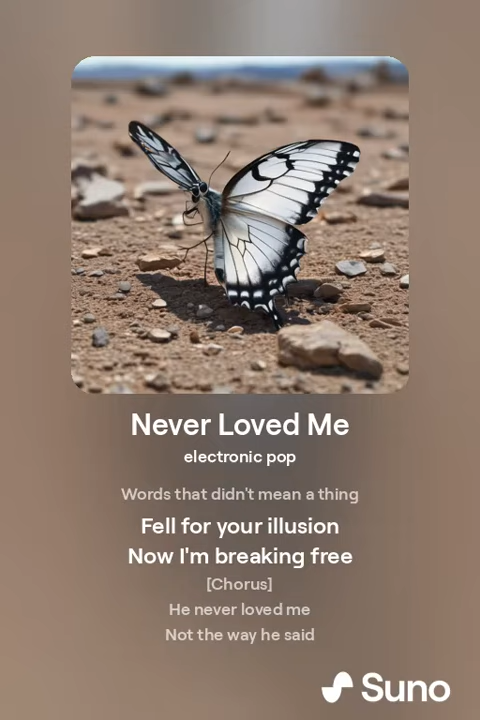 Never Loved Me
electronic pop
Words that didn't mean a thing
Fell for your illusion
Now I'm breaking free
[Chorus]
He never loved me
Not the way he said
Suno